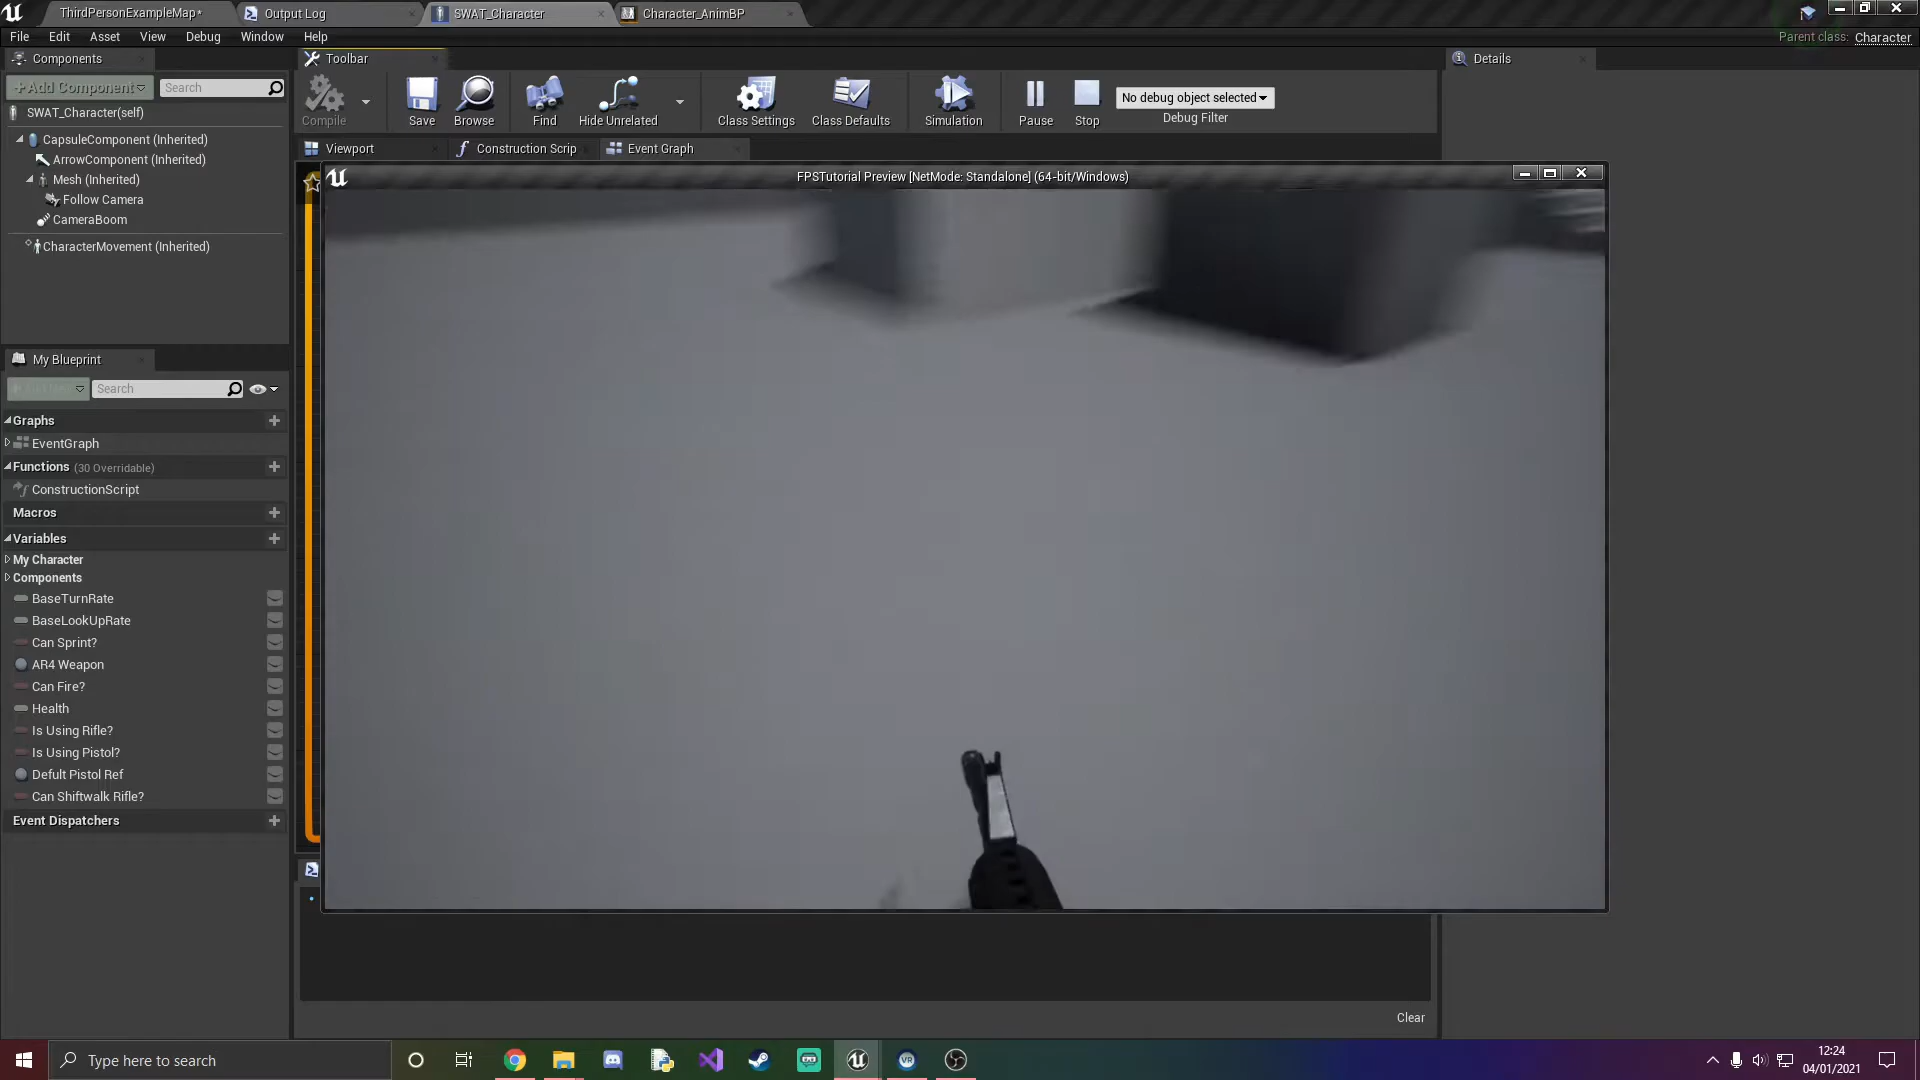 ThirdPersonExampleMap*
Output Log
SWAT_Character
Character_AnimBP
File
Edit
Asset
View
Debug
Window
Help
Parent class: Character
Components
Toolbar
Details
+Add Component
Search
Compile
Save
Browse
Find
Hide Unrelated
Class Settings
Class Defaults
Simulation
Pause
Stop
No debug object selected
Debug Filter
SWAT_Character(self)
CapsuleComponent (Inherited)
ArrowComponent (Inherited)
Mesh (Inherited)
Follow Camera
CameraBoom
CharacterMovement (Inherited)
Viewport
Construction Scrip
Event Graph
FPSTutorial Preview [NetMode: Standalone] (64-bit/Windows)
My Blueprint
Search
Graphs
EventGraph
Functions (30 Overridable)
ConstructionScript
Macros
Variables
My Character
Components
BaseTurnRate
BaseLookUpRate
Can Sprint?
AR4 Weapon
Can Fire?
Health
Is Using Rifle?
Is Using Pistol?
Defult Pistol Ref
Can Shiftwalk Rifle?
Event Dispatchers
Clear
Type here to search
12:24
04/01/2021